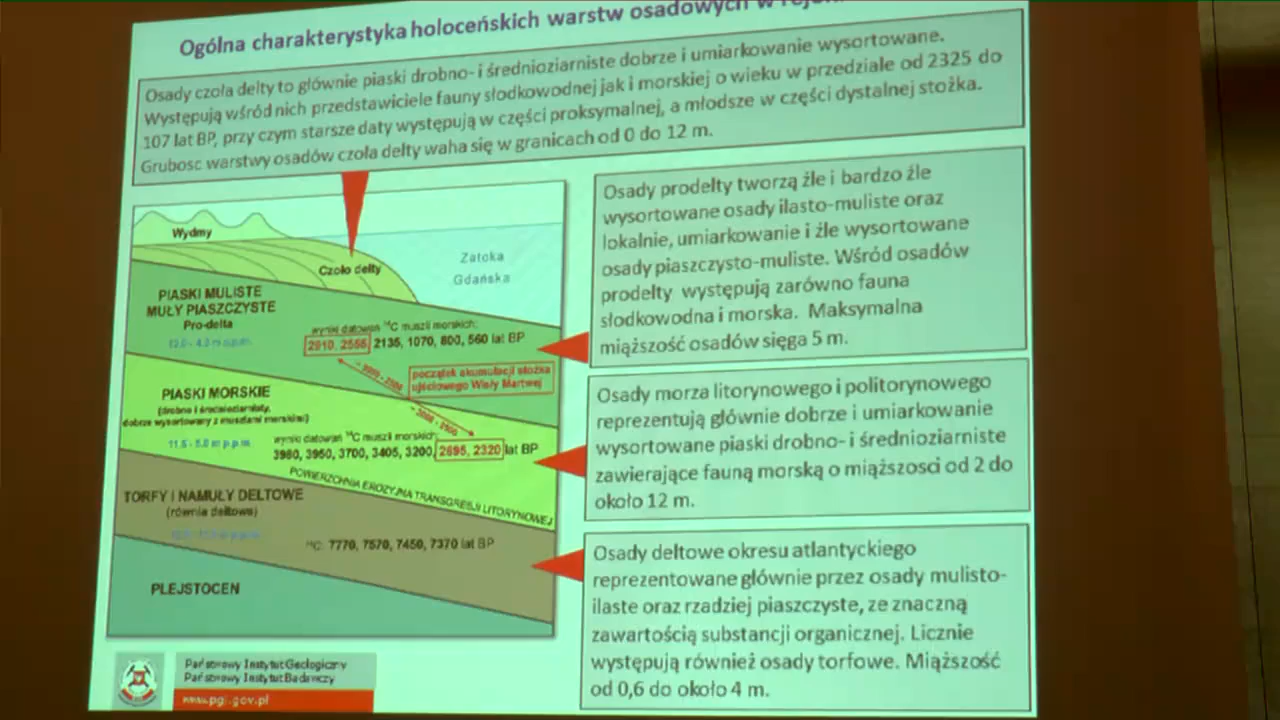 Ogólna charakterystyka holoceńskich warstw osadowych w
Osady czoła delty to głównie piaski drobno- i średnioziarniste dobrze i umiarkowanie wysortowane.
Występują wśród nich przedstawiciele fauny słodkowodnej jak i morskiej o wieku w przedziale od 2325 do
107 lat BP, przy czym starsze daty występują w części proksymalnej, a młodsze w części dystalnej stożka.
Grubosc warstwy osadów czoła delty waha się w granicach od 0 do 12 m.
Wydmy
Czoło delty
Zatoka
Gdańska
PIASKI MULISTE
MUŁY PIASZCZYSTE
Pro-delta
wyniki datowań ¹⁴C muszli morskich:
2135, 1070, 800, 560 lat BP
początek akumulacji stożka
ujściowego Wisły Martwej
PIASKI MORSKIE
(drobno i średnioziarniste,
dobrze wysortowany z muszlami morskimi)
wyniki datowań ¹⁴C muszli morskich:
3980, 3950, 3700, 3405, 3200, 2695, 2320 lat BP
POWIERZCHNIA EROZYJNA TRANSGRESJI LITORYNOWEJ
TORFY I NAMUŁY DELTOWE
(równia deltowa)
¹⁴C: 7770, 7570, 7450, 7370 lat BP
PLEJSTOCEN
Osady prodelty tworzą źle i bardzo źle
wysortowane osady ilasto-muliste oraz
lokalnie, umiarkowanie i źle wysortowane
osady piaszczysto-muliste. Wśród osadów
prodelty występują zarówno fauna
słodkowodna i morska. Maksymalna
miąższość osadów sięga 5 m.
Osady morza litorynowego i politorynowego
reprezentują głównie dobrze i umiarkowanie
wysortowane piaski drobno- i średnioziarniste
zawierające fauną morską o miąższosci od 2 do
około 12 m.
Osady deltowe okresu atlantyckiego
reprezentowane głównie przez osady mulisto-
ilaste oraz rzadziej piaszczyste, ze znaczną
zawartością substancji organicznej. Licznie
występują również osady torfowe. Miąższość
od 0,6 do około 4 m.
Państwowy Instytut Geologiczny
Państwowy Instytut Badawczy
www.pgi.gov.pl